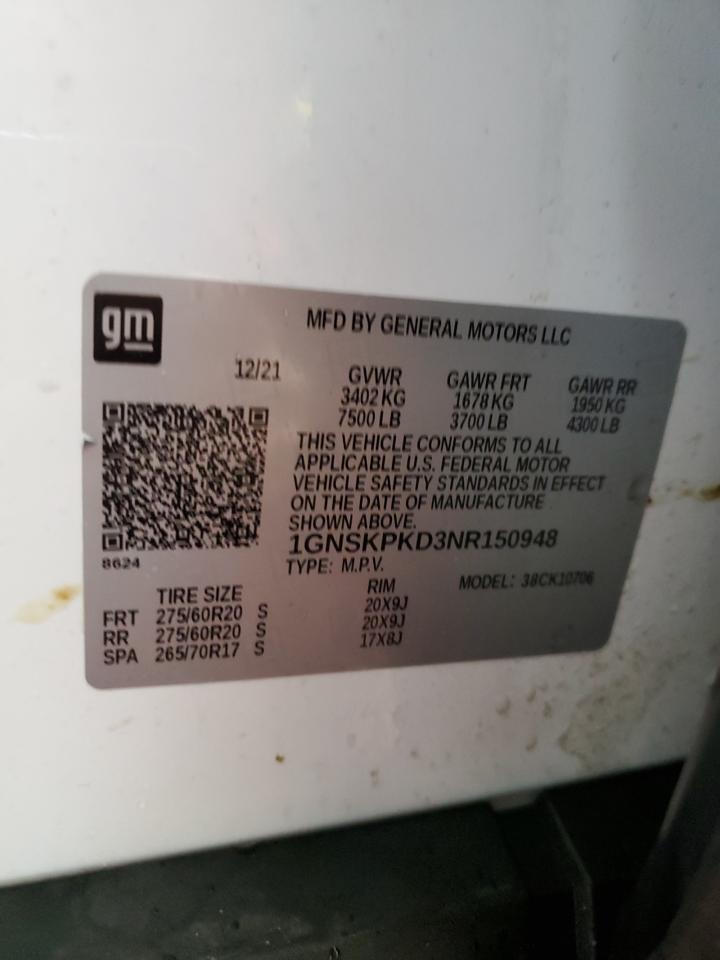 gm
MFD BY GENERAL MOTORS LLC
12/21
GVWR GAWR FRT GAWR RR
3402 KG 1678 KG 1950 KG
7500 LB 3700 LB 4300 LB
THIS VEHICLE CONFORMS TO ALL
APPLICABLE U.S. FEDERAL MOTOR
VEHICLE SAFETY STANDARDS IN EFFECT
ON THE DATE OF MANUFACTURE
SHOWN ABOVE.
1GNSKPKD3NR150948
8624
TYPE: M.P.V. MODEL: 38CK10706
TIRE SIZE RIM
FRT 275/60R20 S 20X9J
RR 275/60R20 S 20X9J
SPA 265/70R17 S 17X8J